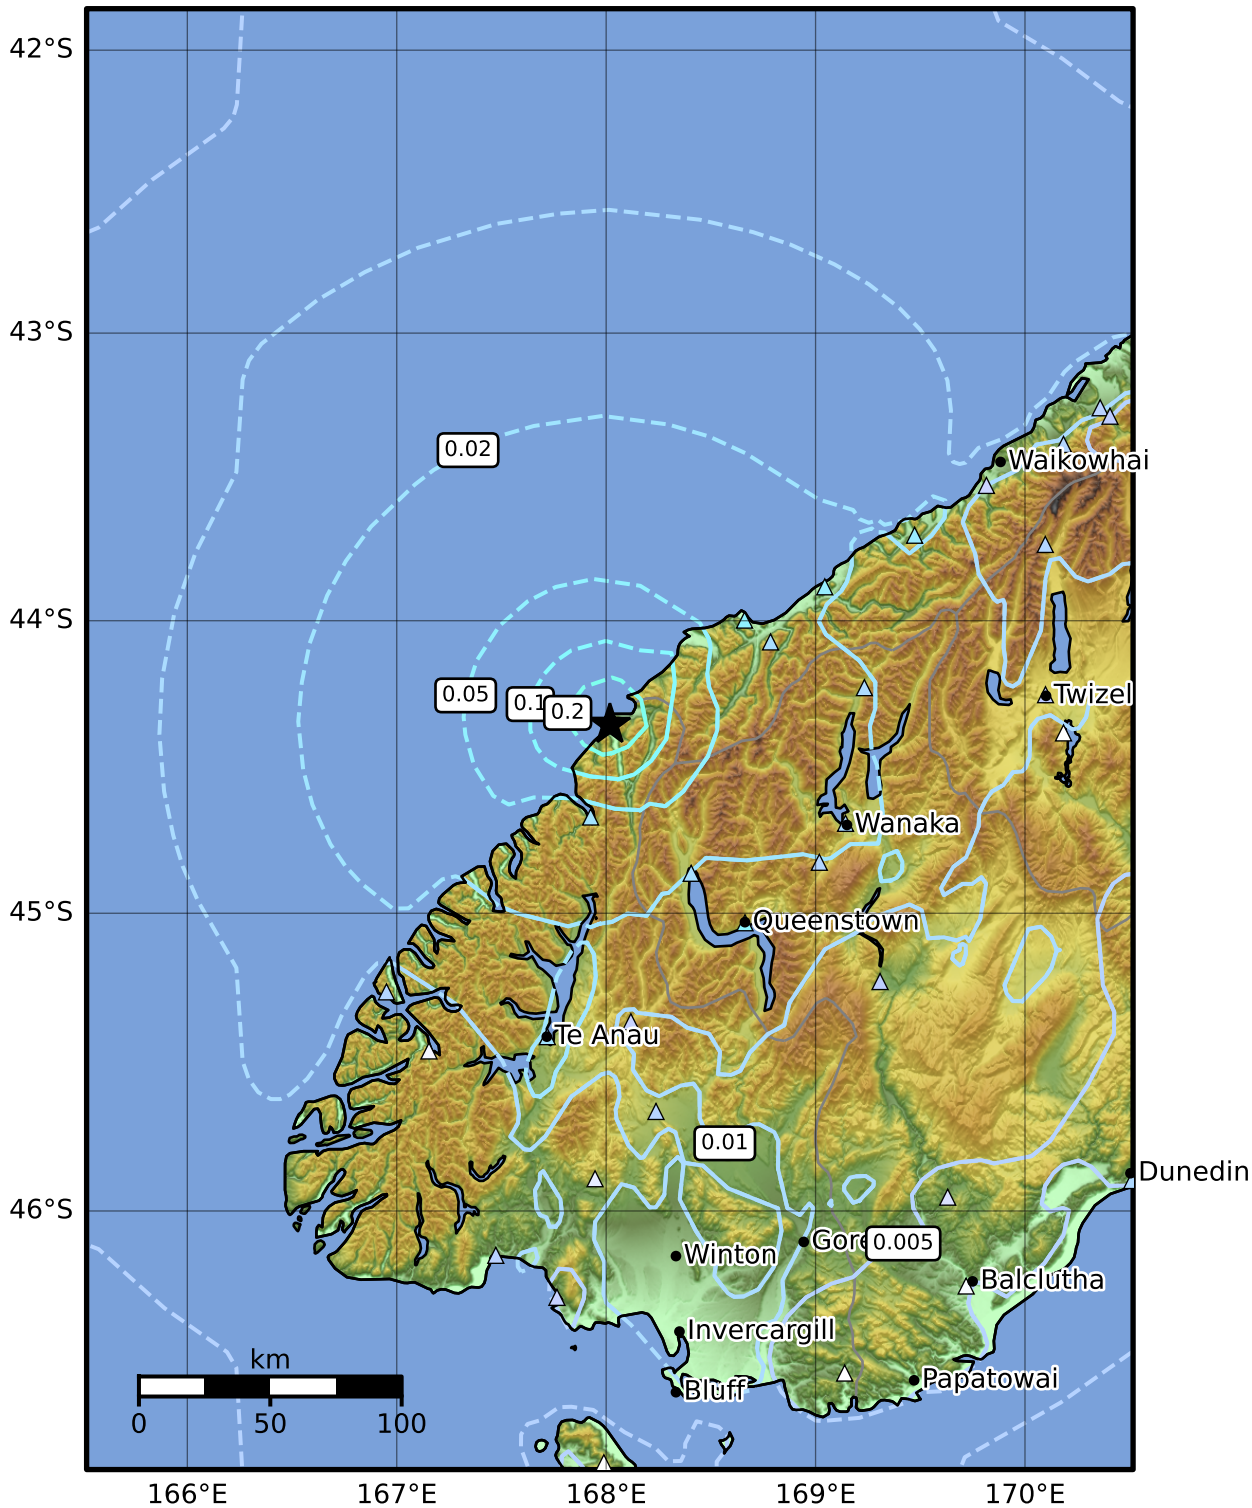 42°S
43°S
0.02
Waikowhai
44°S
0.05
0.1
0.2
Twizel
Wanaka
45°S
Queenstown
Te Anau
0.01
Dunedin
46°S
Gore
0.005
Winton
Balclutha
Invercargill
km
Papatowai
Bluff
0
50
100
166°E
167°E
168°E
169°E
170°E